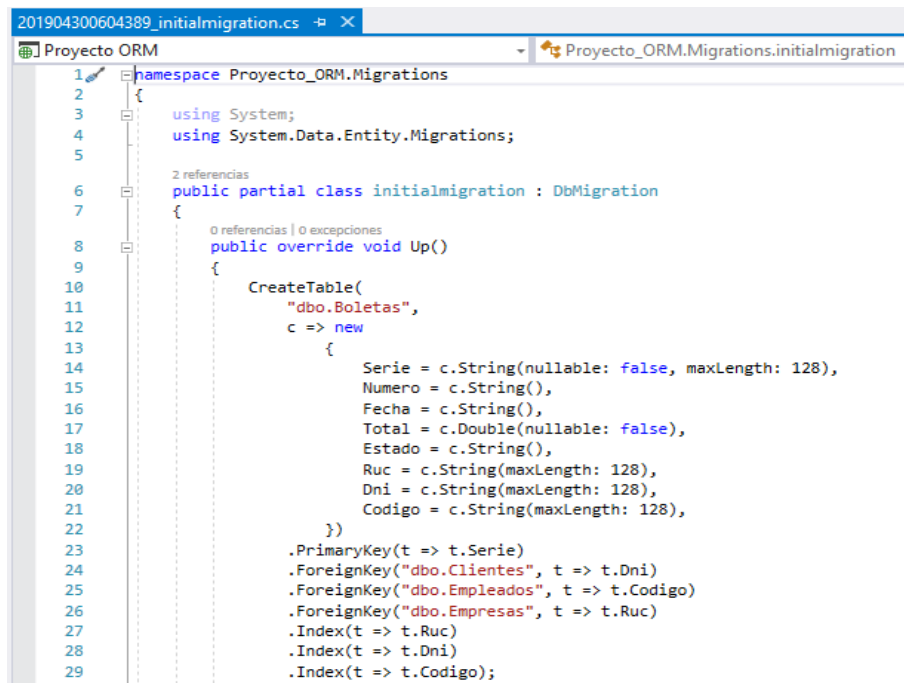 201904300604389_initialmigration.cs
Proyecto ORM Proyecto_ORM.Migrations.initialmigration
1 namespace Proyecto_ORM.Migrations
2 {
3 using System;
4 using System.Data.Entity.Migrations;
5
2 referencias
6 public partial class initialmigration : DbMigration
7 {
0 referencias | 0 excepciones
8 public override void Up()
9 {
10 CreateTable(
11 "dbo.Boletas",
12 c => new
13 {
14 Serie = c.String(nullable: false, maxLength: 128),
15 Numero = c.String(),
16 Fecha = c.String(),
17 Total = c.Double(nullable: false),
18 Estado = c.String(),
19 Ruc = c.String(maxLength: 128),
20 Dni = c.String(maxLength: 128),
21 Codigo = c.String(maxLength: 128),
22 })
23 .PrimaryKey(t => t.Serie)
24 .ForeignKey("dbo.Clientes", t => t.Dni)
25 .ForeignKey("dbo.Empleados", t => t.Codigo)
26 .ForeignKey("dbo.Empresas", t => t.Ruc)
27 .Index(t => t.Ruc)
28 .Index(t => t.Dni)
29 .Index(t => t.Codigo);